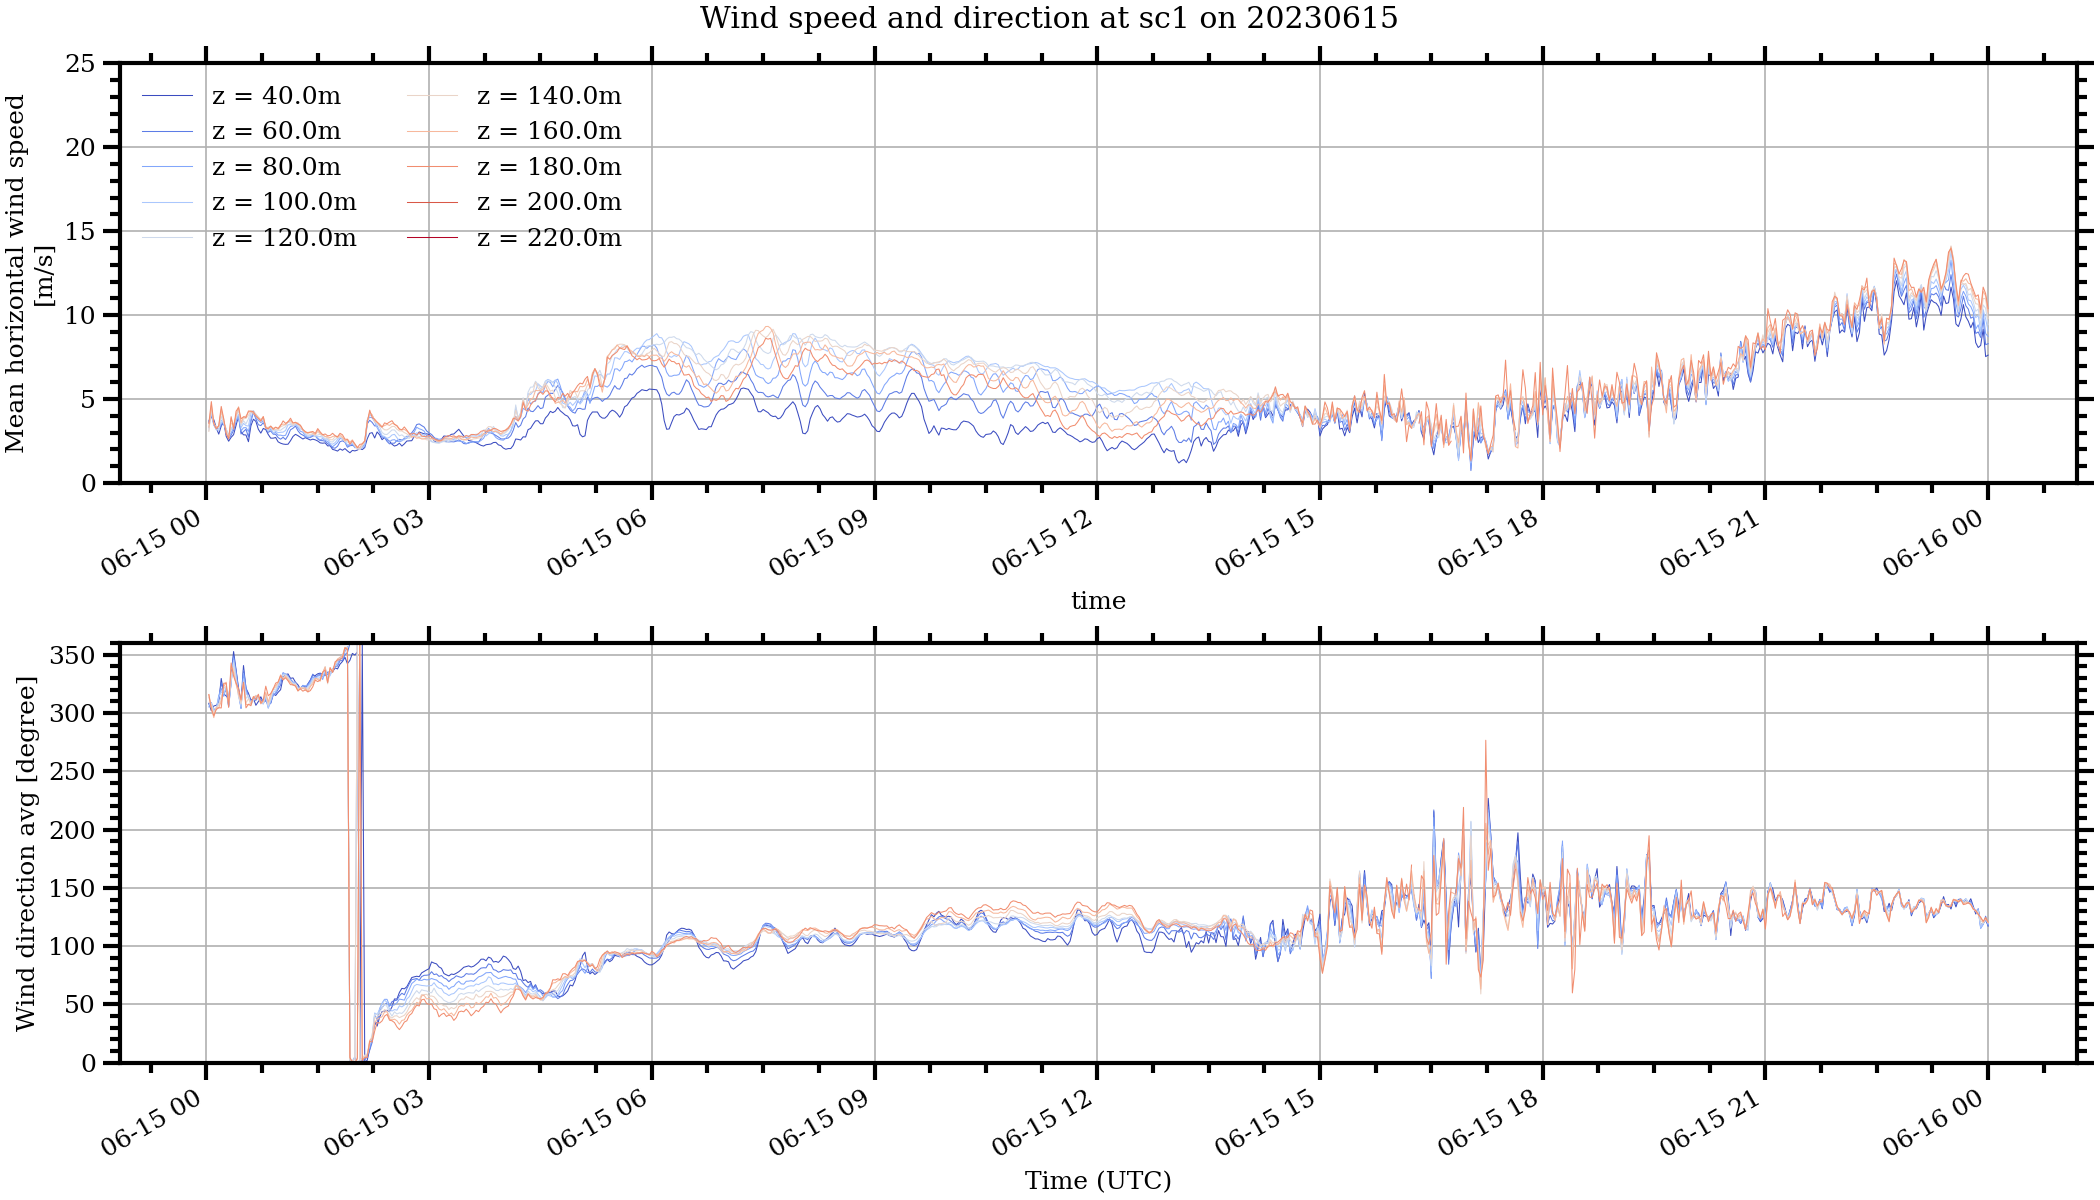 Wind speed and direction at sc1 on 20230615
Mean horizontal wind speed
[m/s]
25
20
15
10
5
0
z = 40.0m
z = 60.0m
z = 80.0m
z = 100.0m
z = 120.0m
z = 140.0m
z = 160.0m
z = 180.0m
z = 200.0m
z = 220.0m
06-15 00
06-15 03
06-15 06
06-15 09
06-15 12
06-15 15
06-15 18
06-15 21
06-16 00
time
Wind direction avg [degree]
350
300
250
200
150
100
50
0
06-15 00
06-15 03
06-15 06
06-15 09
06-15 12
06-15 15
06-15 18
06-15 21
06-16 00
Time (UTC)